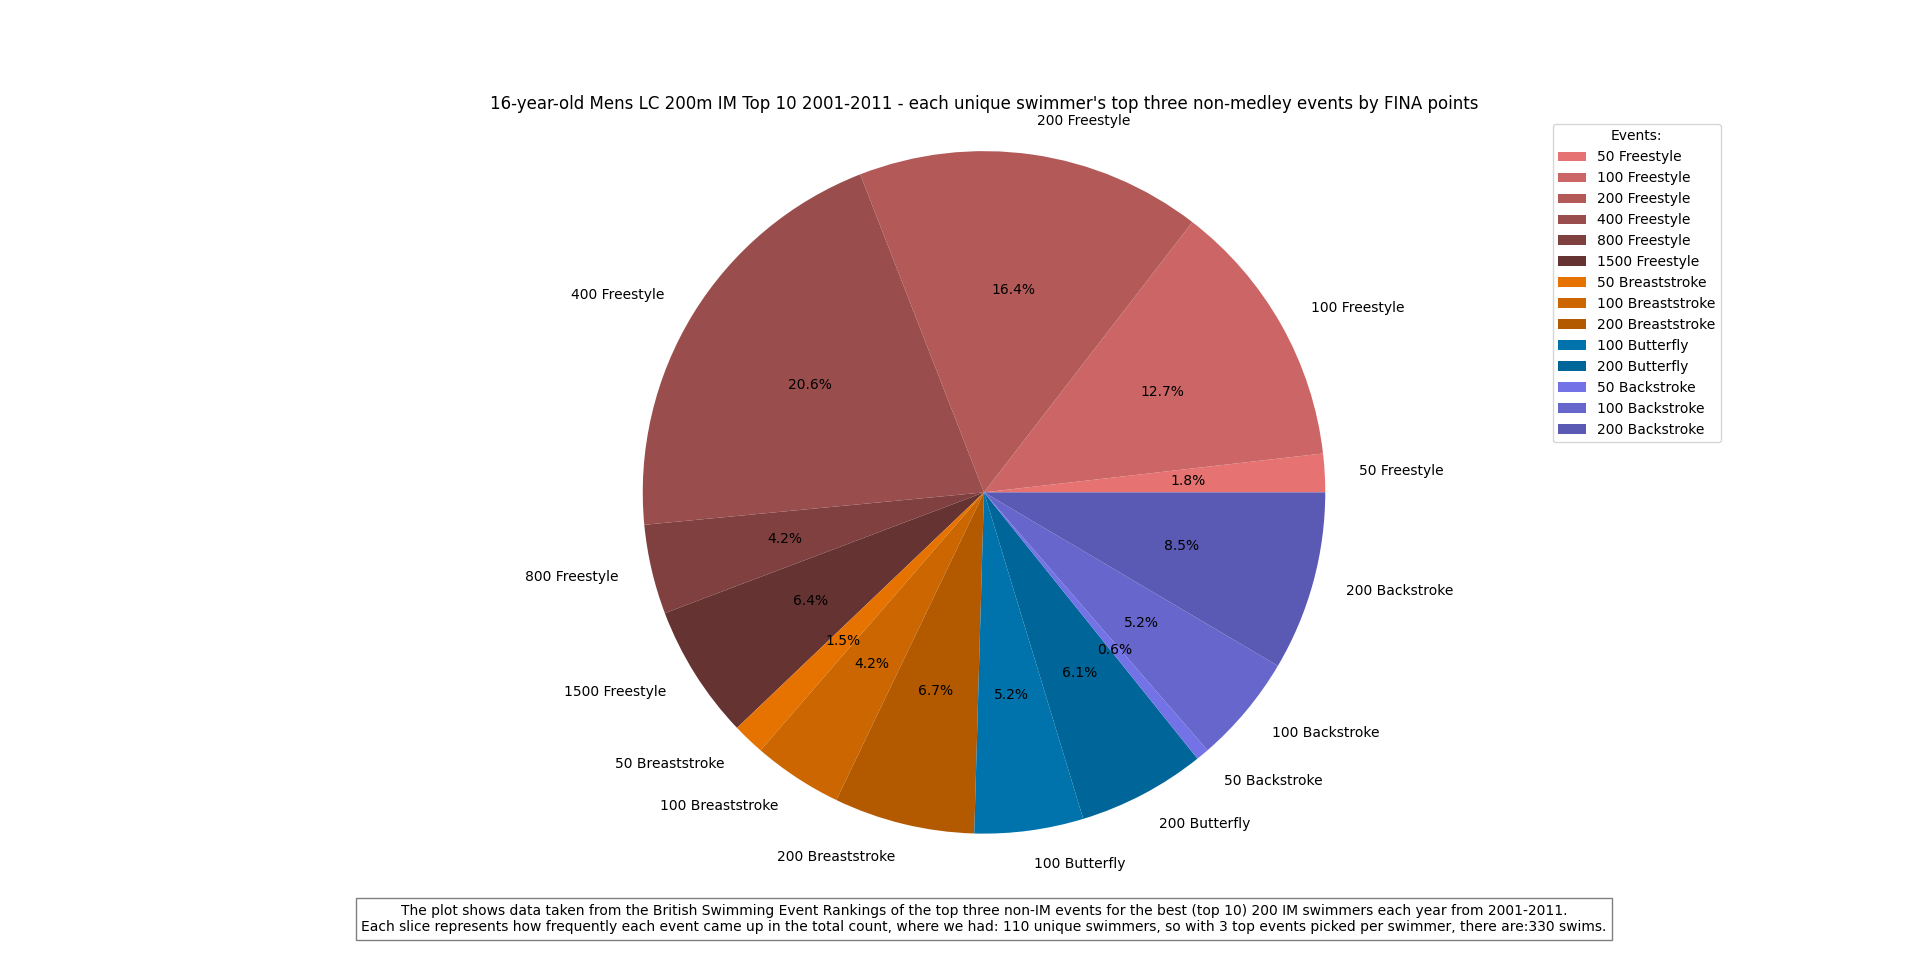 16-year-old Mens LC 200m IM Top 10 2001-2011 - each unique swimmer's top three non-medley events by FINA points
200 Freestyle
Events:
50 Freestyle
100 Freestyle
200 Freestyle
400 Freestyle
800 Freestyle
1500 Freestyle
50 Breaststroke
100 Breaststroke
200 Breaststroke
100 Butterfly
200 Butterfly
50 Backstroke
100 Backstroke
200 Backstroke
16.4%
400 Freestyle
100 Freestyle
20.6%
12.7%
50 Freestyle
1.8%
4.2%
8.5%
800 Freestyle
200 Backstroke
6.4%
5.2%
1.5%
0.6%
4.2%
6.1%
6.7%
5.2%
1500 Freestyle
100 Backstroke
50 Breaststroke
50 Backstroke
100 Breaststroke
200 Butterfly
200 Breaststroke
100 Butterfly
The plot shows data taken from the British Swimming Event Rankings of the top three non-IM events for the best (top 10) 200 IM swimmers each year from 2001-2011.
Each slice represents how frequently each event came up in the total count, where we had: 110 unique swimmers, so with 3 top events picked per swimmer, there are:330 swims.